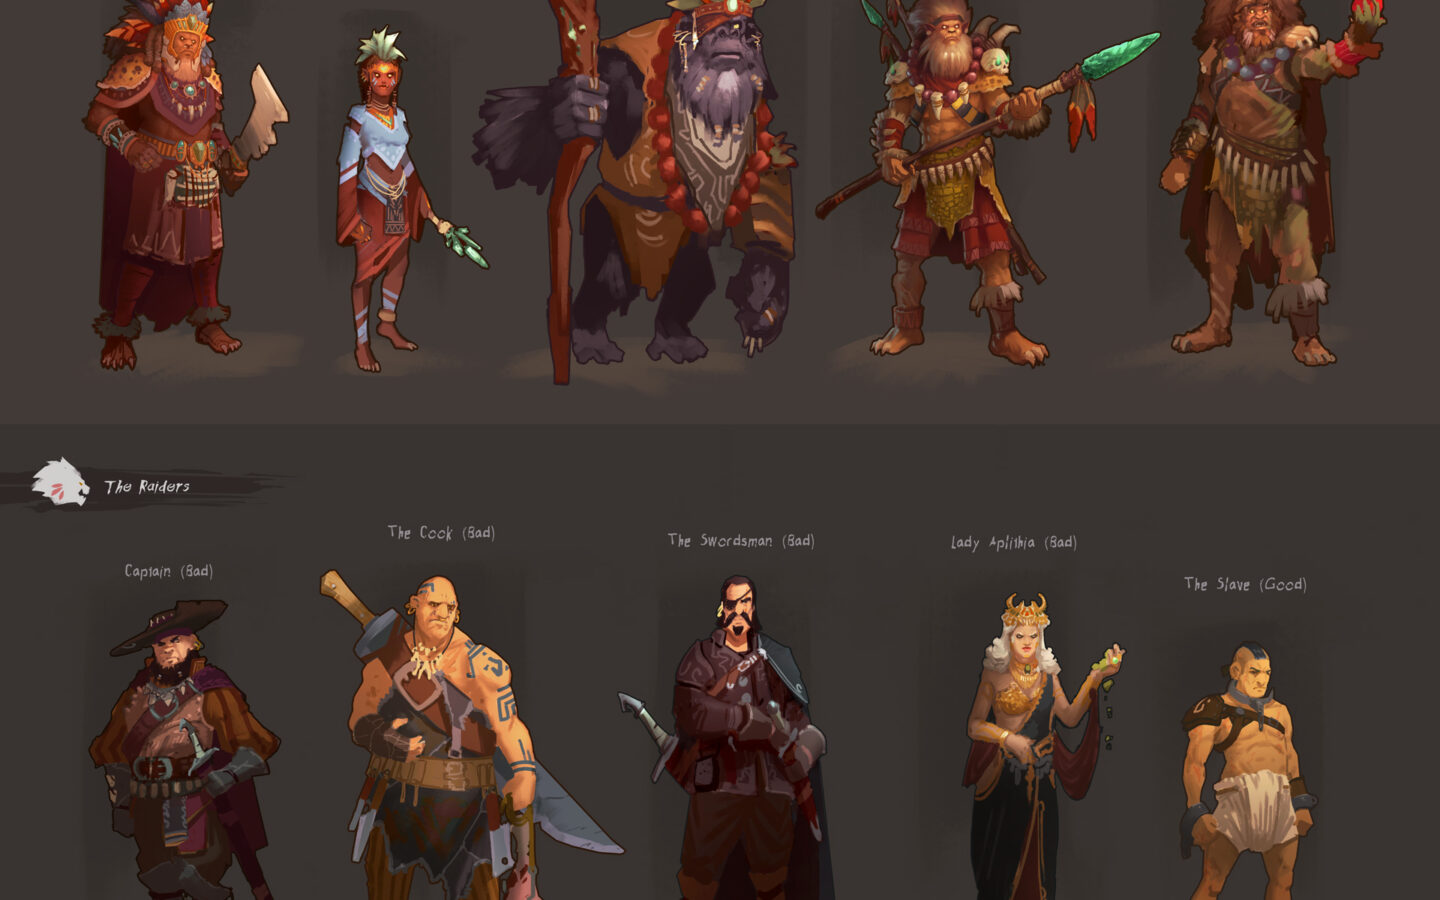 The Raiders
The Cook (Bad)
The Swordsman (Bad)
Lady Aplithia (Bad)
Captain (Bad)
The Slave (Good)